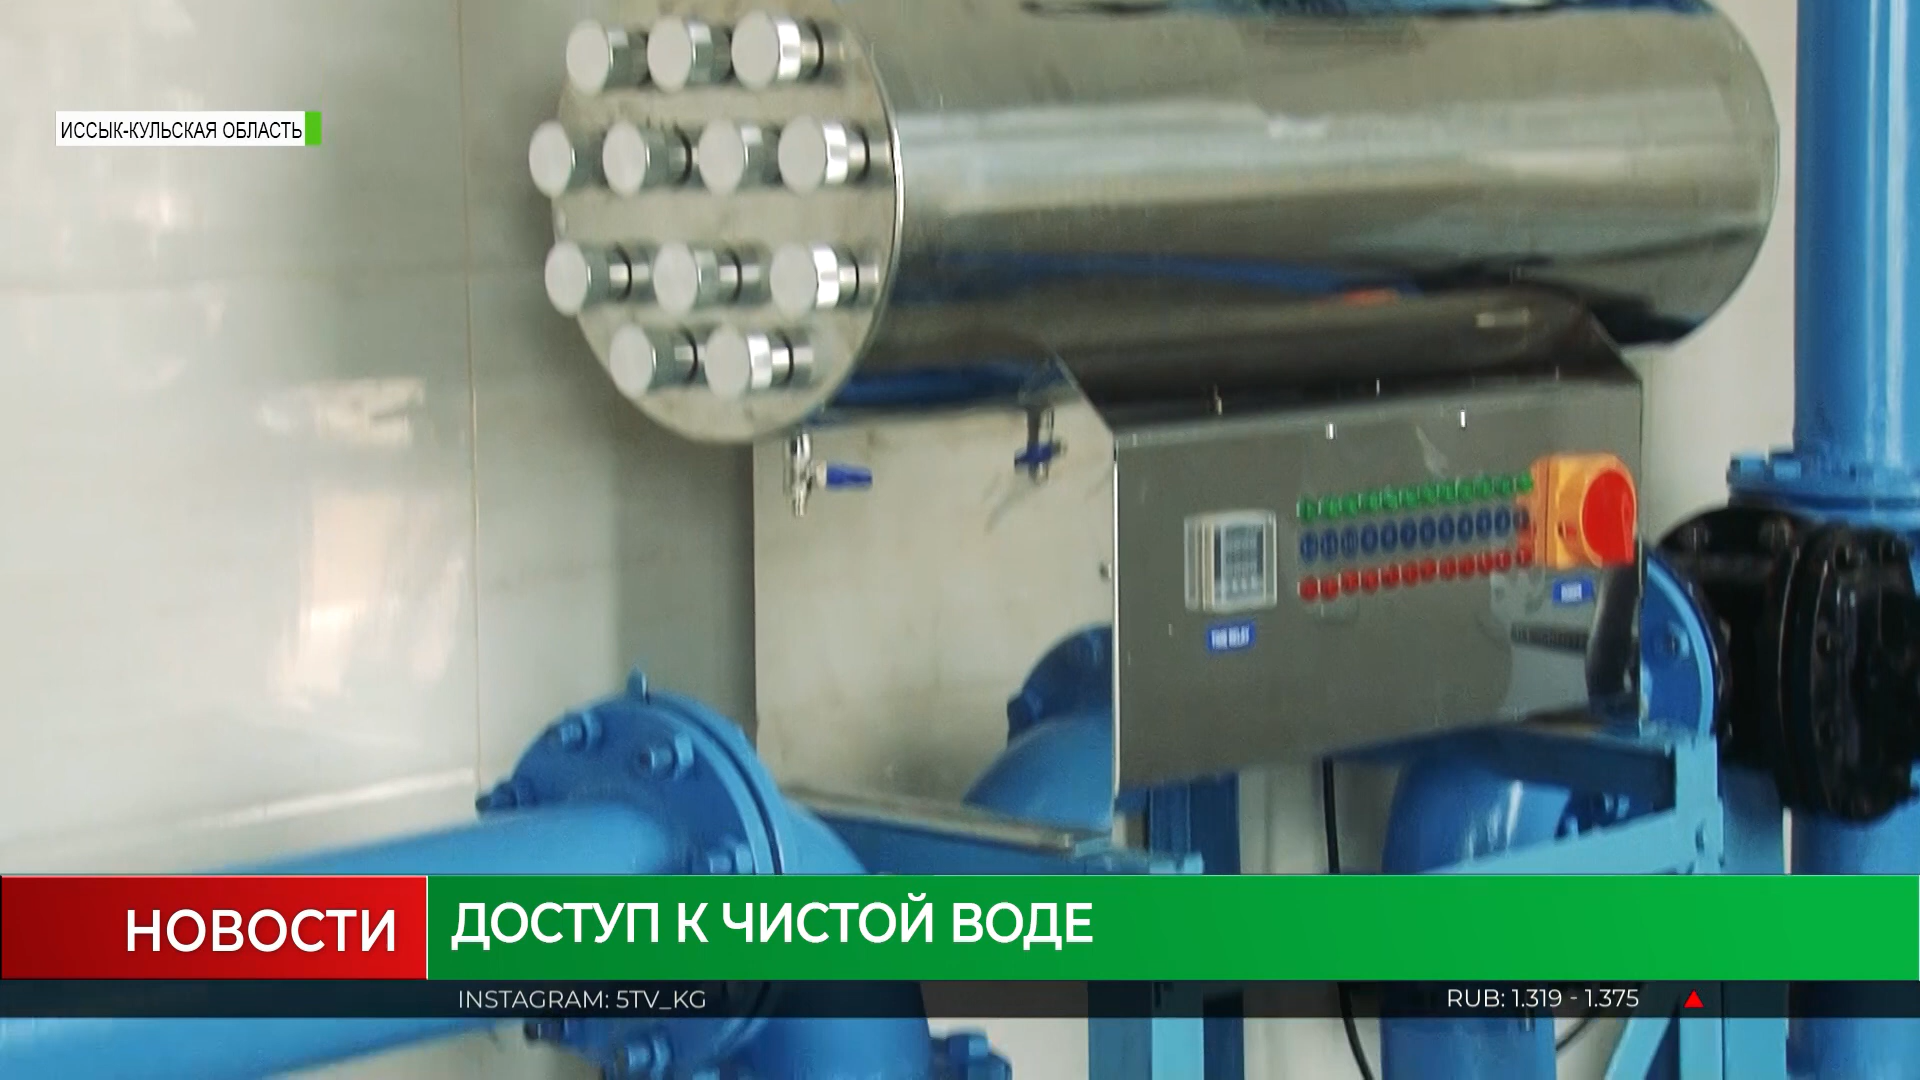 ИССЫК-КУЛЬСКАЯ ОБЛАСТЬ
НОВОСТИ
ДОСТУП К ЧИСТОЙ ВОДЕ
INSTAGRAM: 5TV_KG
RUB: 1.319 - 1.375